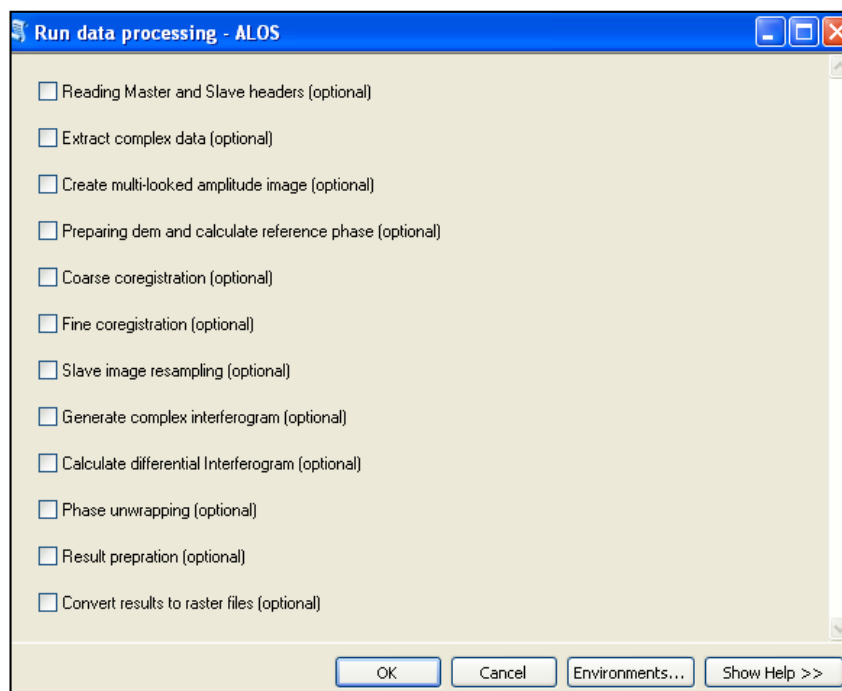 Run data processing - ALOS
Reading Master and Slave headers (optional)
Extract complex data (optional)
Create multi-looked amplitude image (optional)
Preparing dem and calculate reference phase (optional)
Coarse coregistration (optional)
Fine coregistration (optional)
Slave image resampling (optional)
Generate complex interferogram (optional)
Calculate differential Interferogram (optional)
Phase unwrapping (optional)
Result prepration (optional)
Convert results to raster files (optional)
OK Cancel Environments... Show Help >>